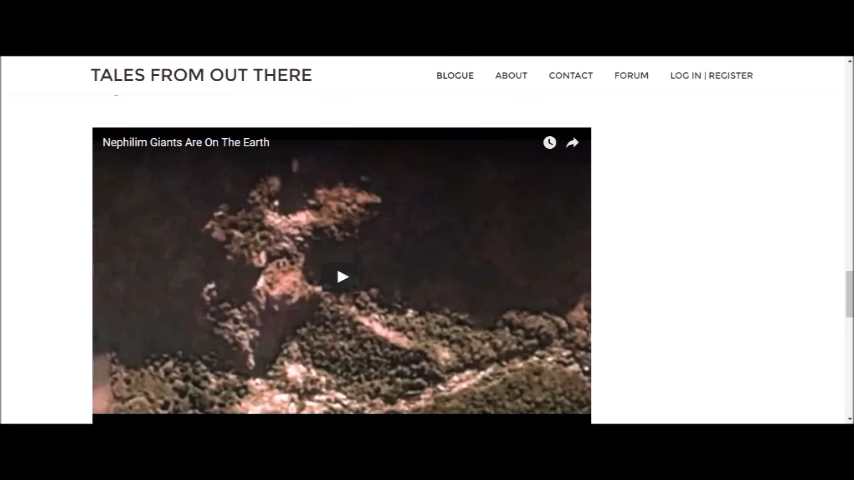 TALES FROM OUT THERE
BLOGUE ABOUT CONTACT FORUM LOG IN | REGISTER
Nephilim Giants Are On The Earth